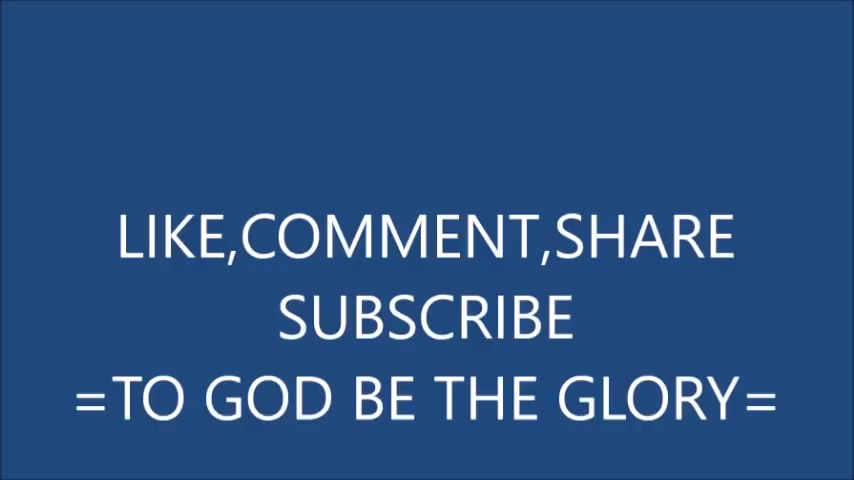 LIKE,COMMENT,SHARE
SUBSCRIBE
=TO GOD BE THE GLORY=